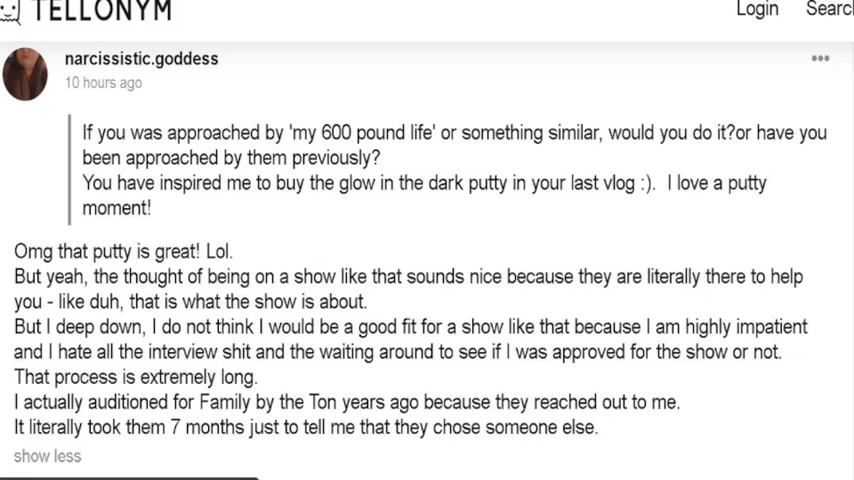 TELLONYM
Login
narcissistic.goddess
10 hours ago
If you was approached by 'my 600 pound life' or something similar, would you do it?or have you
been approached by them previously?
You have inspired me to buy the glow in the dark putty in your last vlog :). I love a putty
moment!
Omg that putty is great! Lol.
But yeah, the thought of being on a show like that sounds nice because they are literally there to help
you - like duh, that is what the show is about.
But I deep down, I do not think I would be a good fit for a show like that because I am highly impatient
and I hate all the interview shit and the waiting around to see if I was approved for the show or not.
That process is extremely long.
I actually auditioned for Family by the Ton years ago because they reached out to me.
It literally took them 7 months just to tell me that they chose someone else.
show less